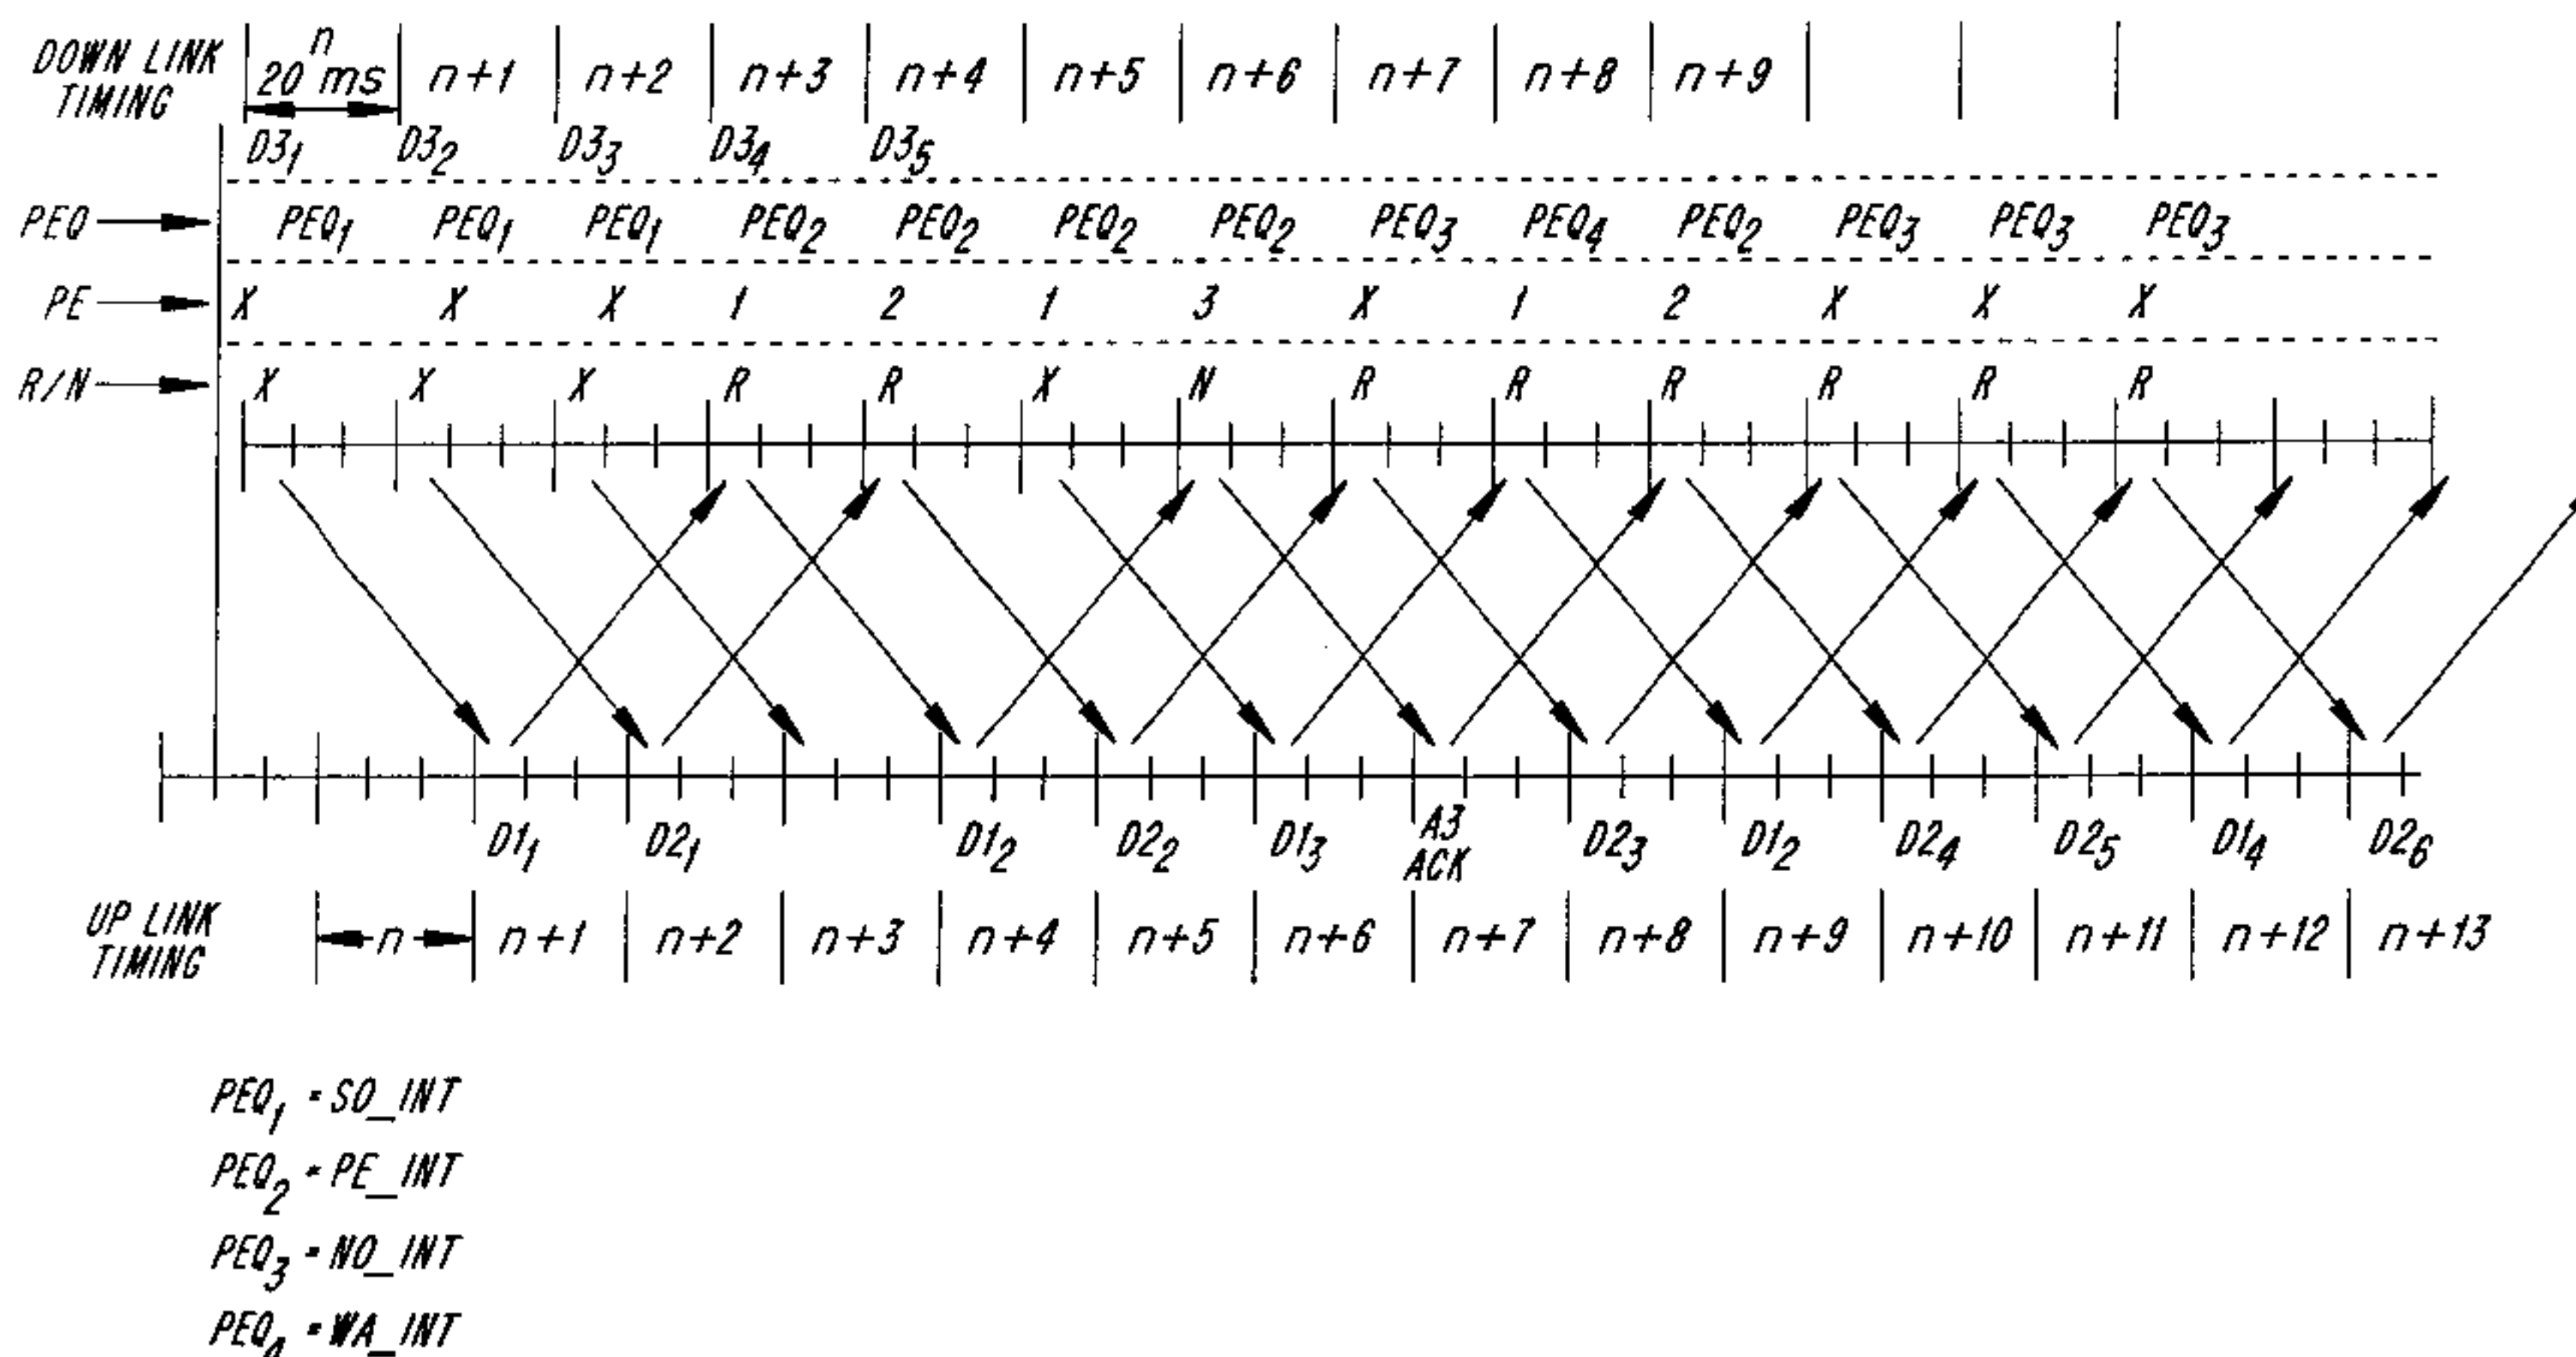 DOWN LINK TIMING
n 20 ms n+1 n+2 n+3 n+4 n+5 n+6 n+7 n+8 n+9
D3₁ D3₂ D3₃ D3₄ D3₅
PEQ PEQ₁ PEQ₁ PEQ₁ PEQ₂ PEQ₂ PEQ₂ PEQ₂ PEQ₃ PEQ₄ PEQ₂ PEQ₃ PEQ₃ PEQ₃
PE X X X 1 2 1 3 X 1 2 X X X
R/N X X X R R X N R R R R R R
D1₁ D2₁ D1₂ D2₂ D1₃ A3 ACK D2₃ D1₂ D2₄ D2₅ D1₄ D2₆
UP LINK TIMING
n n+1 n+2 n+3 n+4 n+5 n+6 n+7 n+8 n+9 n+10 n+11 n+12 n+13
PEQ₁ = SO_INT
PEQ₂ = PE_INT
PEQ₃ = NO_INT
PEQ₄ = WA_INT